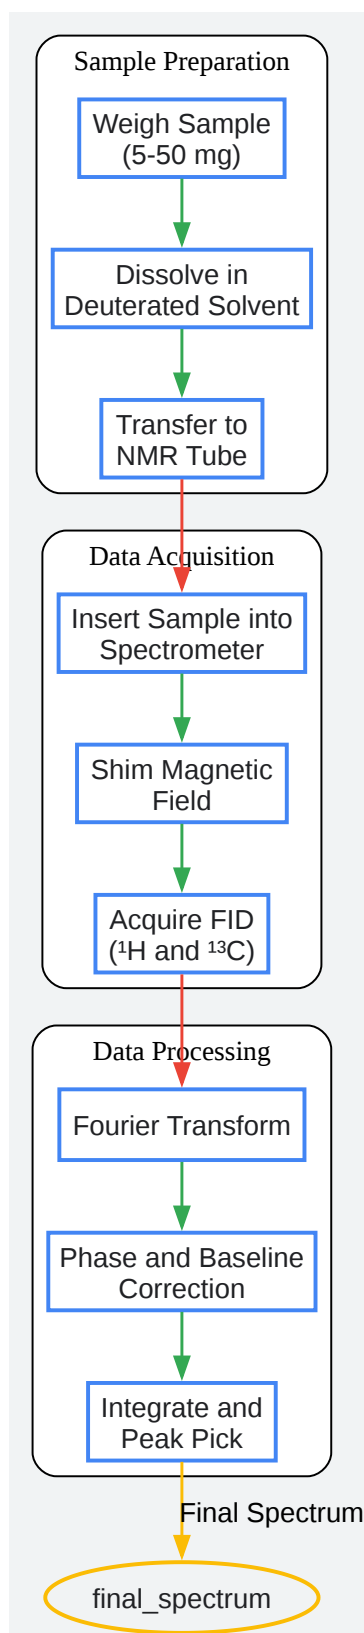 Sample Preparation
Weigh Sample
(5-50 mg)
Dissolve in
Deuterated Solvent
Transfer to
NMR Tube
Data Acquisition
Insert Sample into
Spectrometer
Shim Magnetic
Field
Acquire FID
(¹H and ¹³C)
Data Processing
Fourier Transform
Phase and Baseline
Correction
Integrate and
Peak Pick
Final Spectrum
final_spectrum